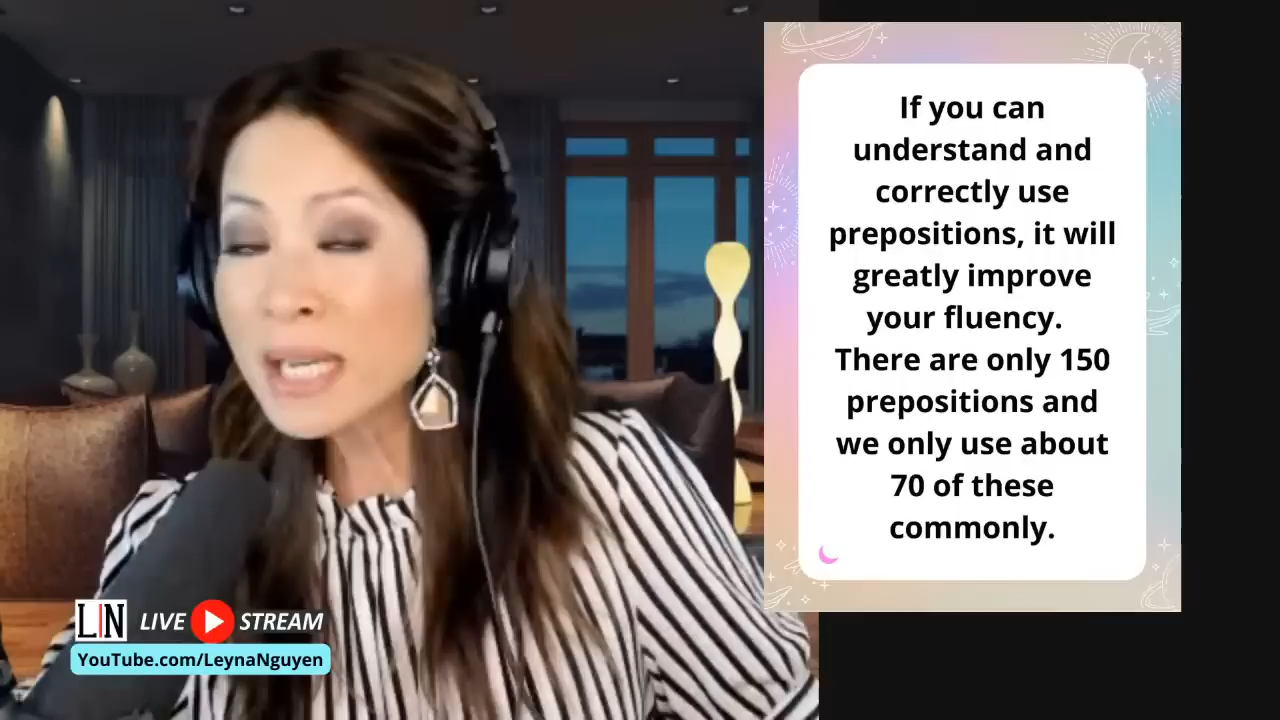 If you can
understand and
correctly use
prepositions, it will
greatly improve
your fluency.
There are only 150
prepositions and
we only use about
70 of these
commonly.
LN LIVE STREAM
YouTube.com/LeynaNguyen